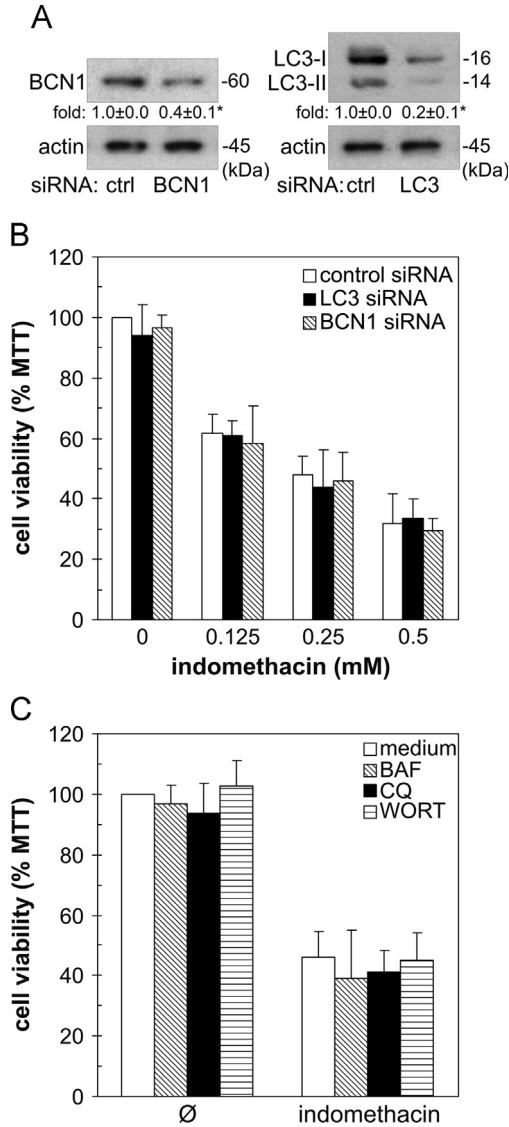 A
BCN1
-60
fold: 1.0±0.0 0.4±0.1*
actin
-45
(kDa)
siRNA: ctrl BCN1
LC3-I
-16
LC3-II
-14
fold: 1.0±0.0 0.2±0.1*
actin
-45
(kDa)
siRNA: ctrl LC3
B
120
100
80
60
40
20
0
cell viability (% MTT)
control siRNA
LC3 siRNA
BCN1 siRNA
0 0.125 0.25 0.5
indomethacin (mM)
C
120
100
80
60
40
20
0
cell viability (% MTT)
medium
BAF
CQ
WORT
Ø indomethacin